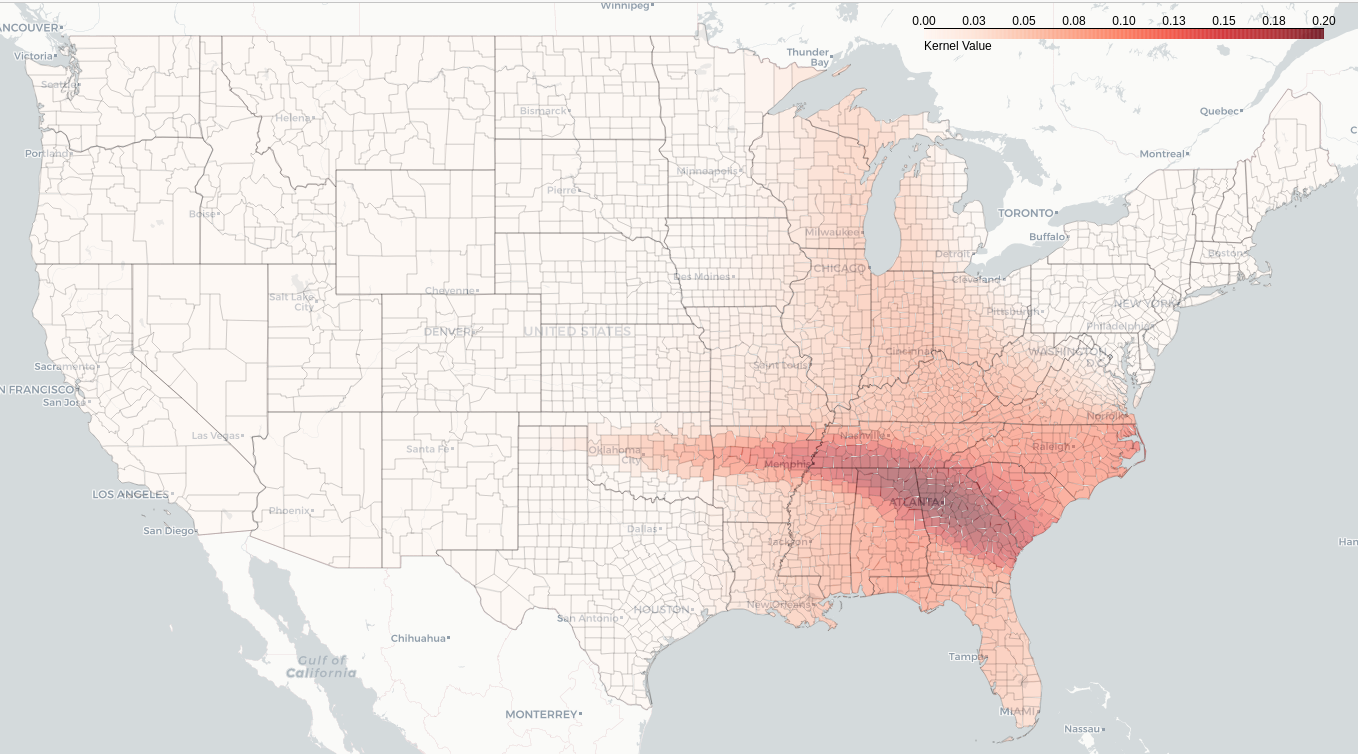 Winnipeg
ANCOUVER
0.00 0.03 0.05 0.08 0.10 0.13 0.15 0.18 0.20
Kernel Value
Victoria
Thunder
Bay
Seattle
Bismarck
Helena
Quebec
Portland
Montreal
Minneapolis
Pierre
Boise
TORONTO
Milwaukee
Buffalo
Detroit
Boston
CHICAGO
Des Moines
Cleveland
Cheyenne
Salt Lake
City
NEW YORK
Pittsburgh
Philadelphia
DENVER
UNITED STATES
WASHINGTON
D
Cincinnati
Saint Louis
Sacramento
N FRANCISCO
San Jose
Norfolk
Las Vegas
Nashville
Raleigh
Santa Fe
Oklahoma
City
Memphis
LOS ANGELES
ATLANTA
Phoenix
San Diego
Dallas
Jackson
Han
New Orleans
HOUSTON
San Antonio
Chihuahua
Tampa
Gulf of
California
MONTERREY
MIAMI
Nassau